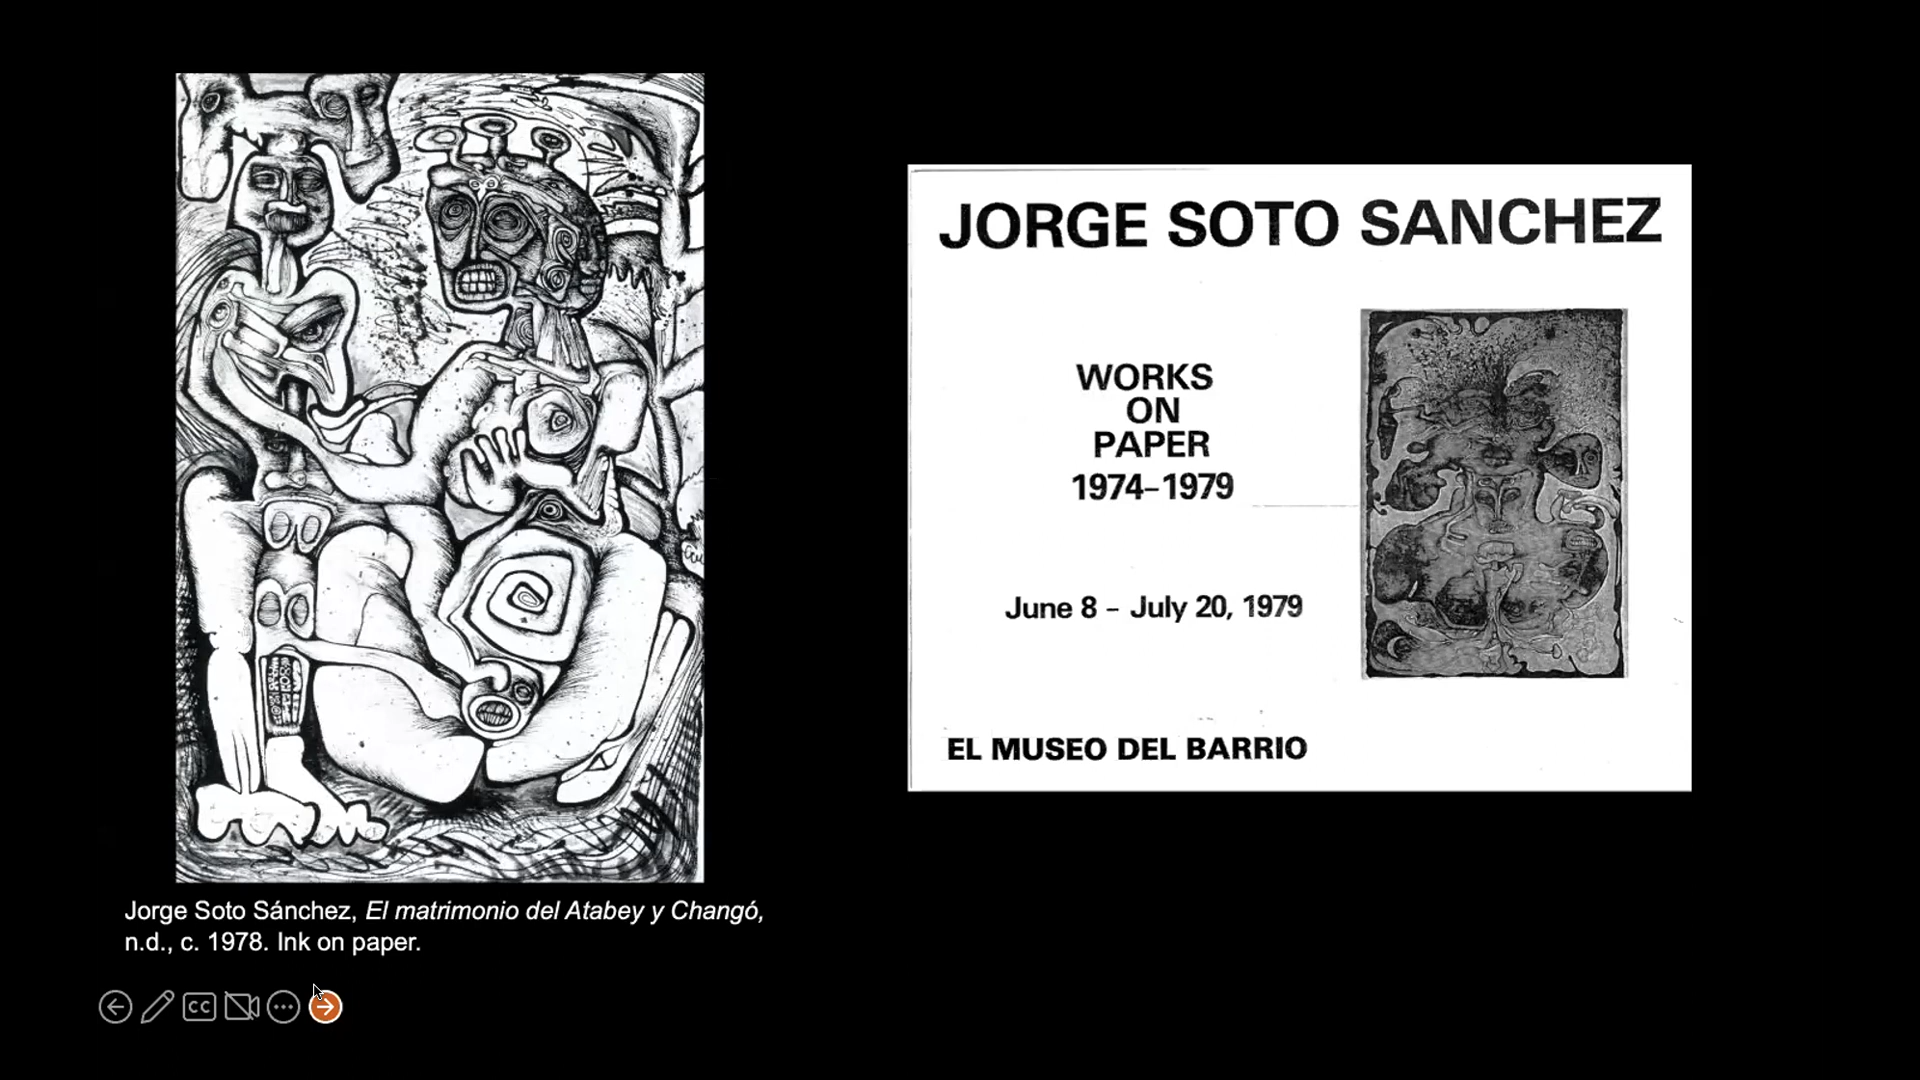 JORGE SOTO SANCHEZ
WORKS
ON
PAPER
1974–1979
June 8 – July 20, 1979
EL MUSEO DEL BARRIO
Jorge Soto Sánchez, El matrimonio del Atabey y Changó,
n.d., c. 1978. Ink on paper.
CC